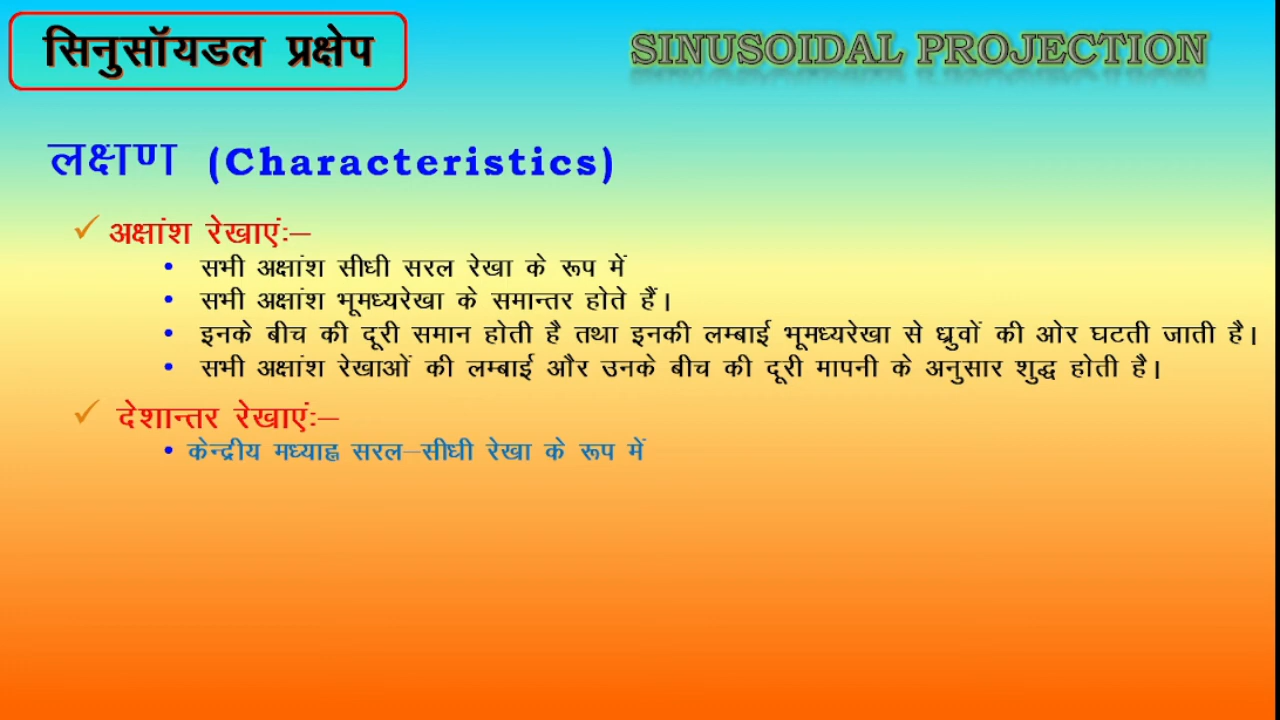 सिनुसॉयडल प्रक्षेप
SINUSOIDAL PROJECTION
लक्षण (Characteristics)
✓ अक्षांश रेखाएंः–
• सभी अक्षांश सीधी सरल रेखा के रूप में
• सभी अक्षांश भूमध्यरेखा के समान्तर होते हैं।
• इनके बीच की दूरी समान होती है तथा इनकी लम्बाई भूमध्यरेखा से ध्रुवों की ओर घटती जाती है।
• सभी अक्षांश रेखाओं की लम्बाई और उनके बीच की दूरी मापनी के अनुसार शुद्ध होती है।
✓ देशान्तर रेखाएंः–
• केन्द्रीय मध्याह्न सरल–सीधी रेखा के रूप में